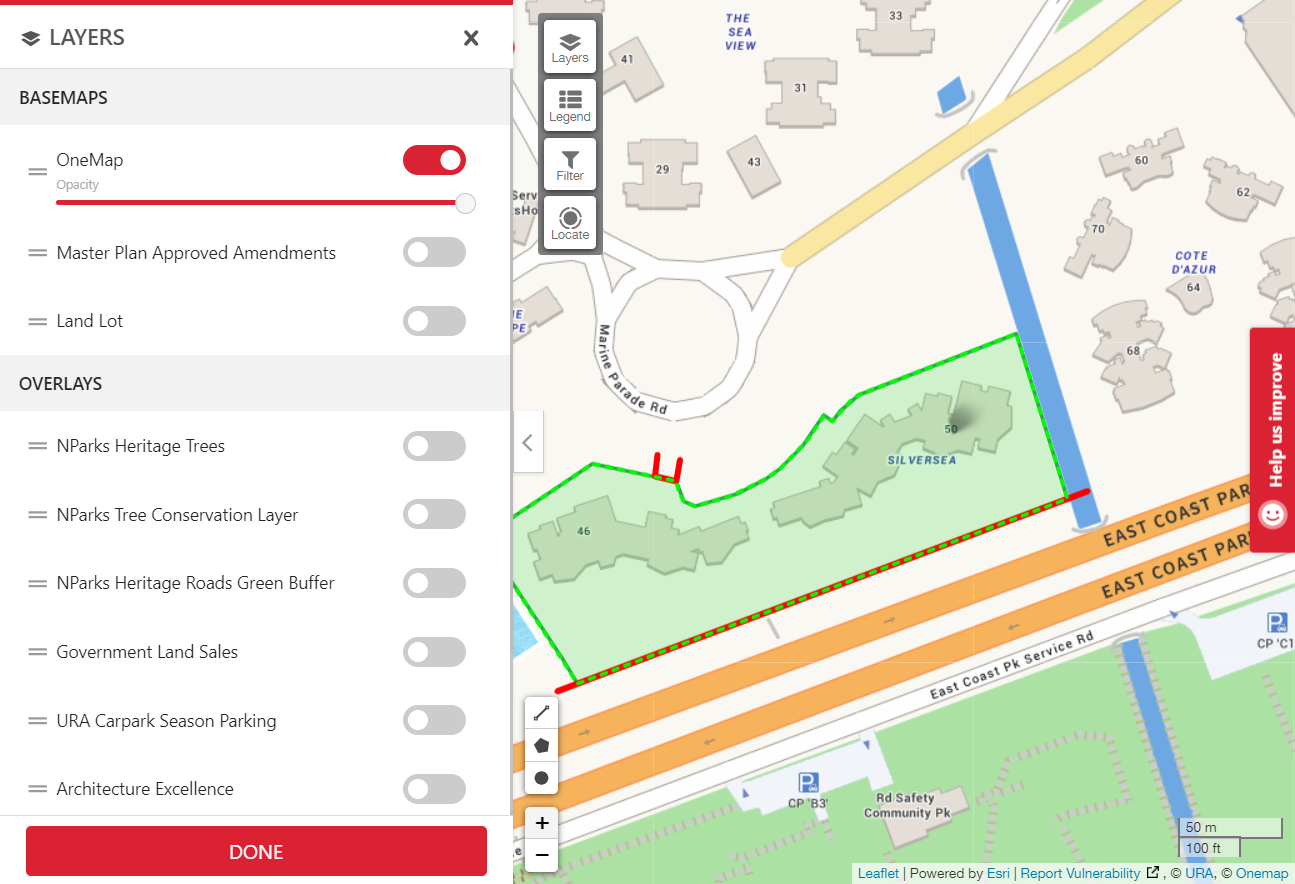 LAYERS
BASEMAPS
OneMap
Opacity
Master Plan Approved Amendments
Land Lot
OVERLAYS
NParks Heritage Trees
NParks Tree Conservation Layer
NParks Heritage Roads Green Buffer
Government Land Sales
URA Carpark Season Parking
Architecture Excellence
DONE
Layers
Legend
Filter
Locate
THE
SEA
VIEW
33
41
31
29
43
60
62
70
COTE
D'AZUR
64
68
Marine Parade Rd
50
SILVERSEA
46
EAST COAST PAR
EAST COAST PAR
East Coast Pk Service Rd
CP 'C1
CP 'B3'
Rd Safety
Community Pk
Help us improve
+
−
50 m
100 ft
Leaflet | Powered by Esri | Report Vulnerability , © URA, © Onemap